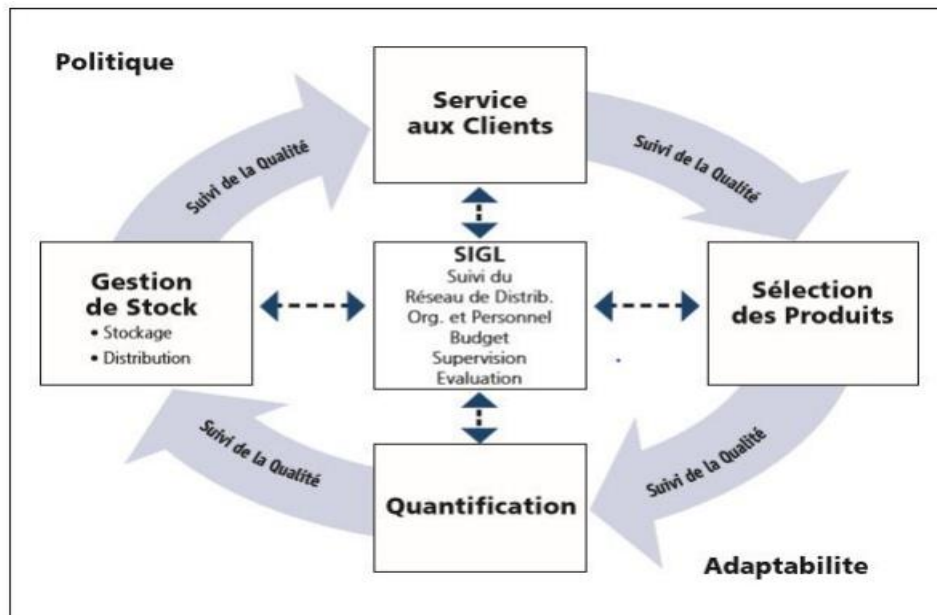 Politique
Service
aux Clients
Suivi de la Qualité
Suivi de la Qualité
Gestion
de Stock
• Stockage
• Distribution
SIGL
Suivi du
Réseau de Distrib.
Org. et Personnel
Budget
Supervision
Evaluation
Sélection
des Produits
Suivi de la Qualité
Suivi de la Qualité
Quantification
Adaptabilite